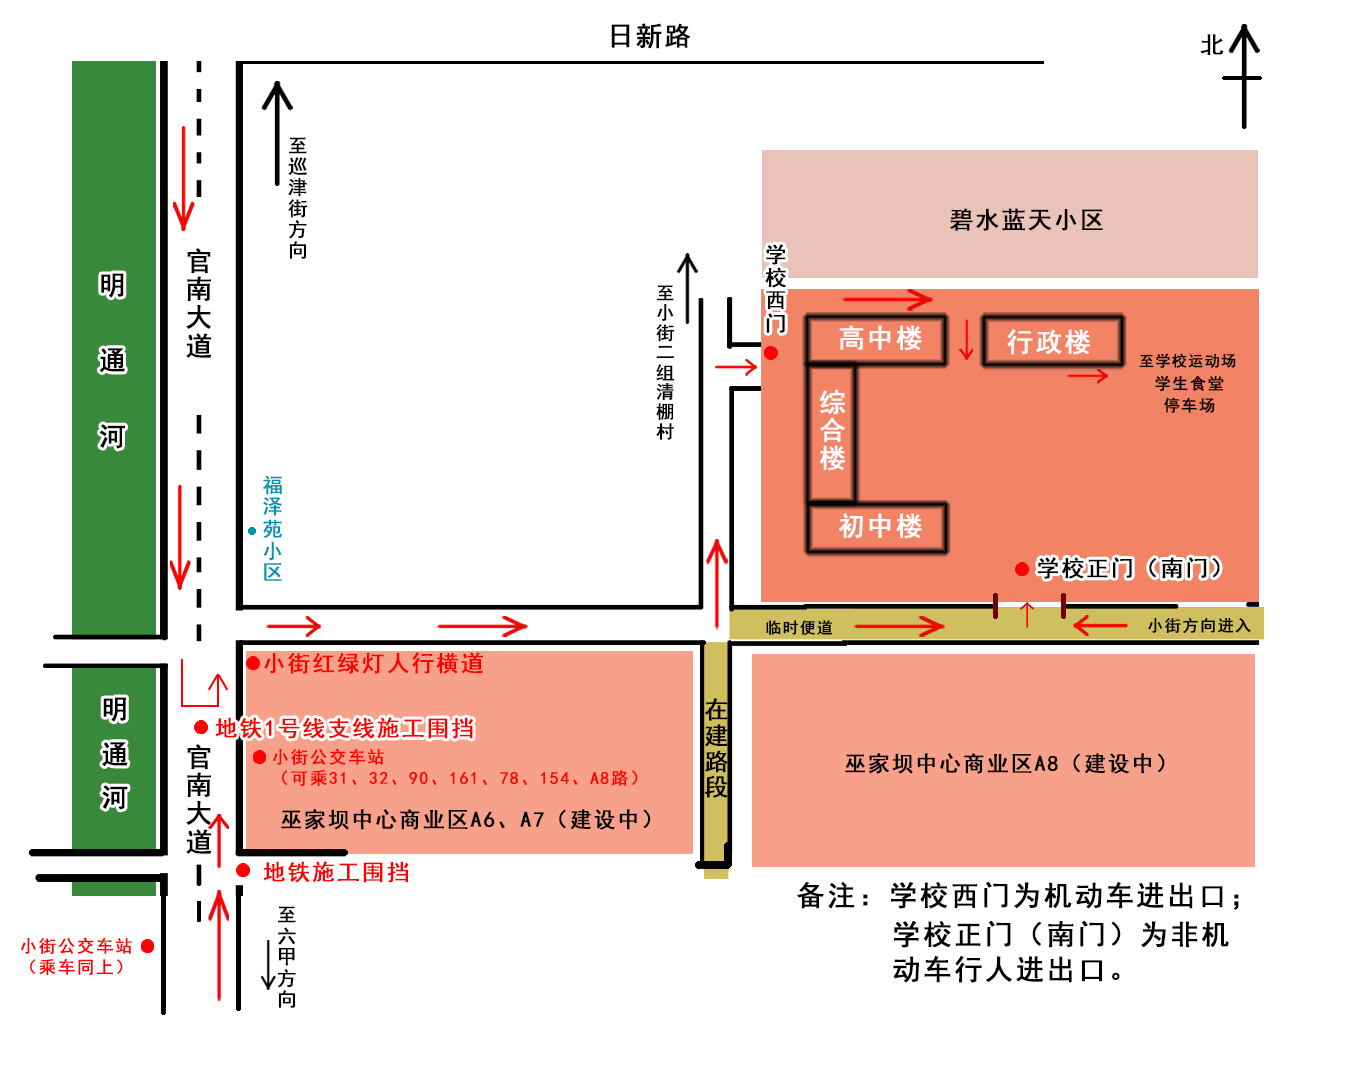 日新路
北
至巡津街方向
碧水蓝天小区
学校西门
官南大道
明通河
至小街二组清棚村
高中楼
行政楼
至学校运动场
学生食堂
停车场
综合楼
初中楼
福泽苑小区
学校正门（南门）
临时便道
小街方向进入
小街红绿灯人行横道
明通河
地铁1号线支线施工围挡
官南大道
小街公交车站
（可乘31、32、90、161、78、154、A8路）
巫家坝中心商业区A6、A7（建设中）
在建路段
巫家坝中心商业区A8（建设中）
地铁施工围挡
备注：学校西门为机动车进出口；
学校正门（南门）为非机
动车行人进出口。
至六甲方向
小街公交车站
（乘车同上）